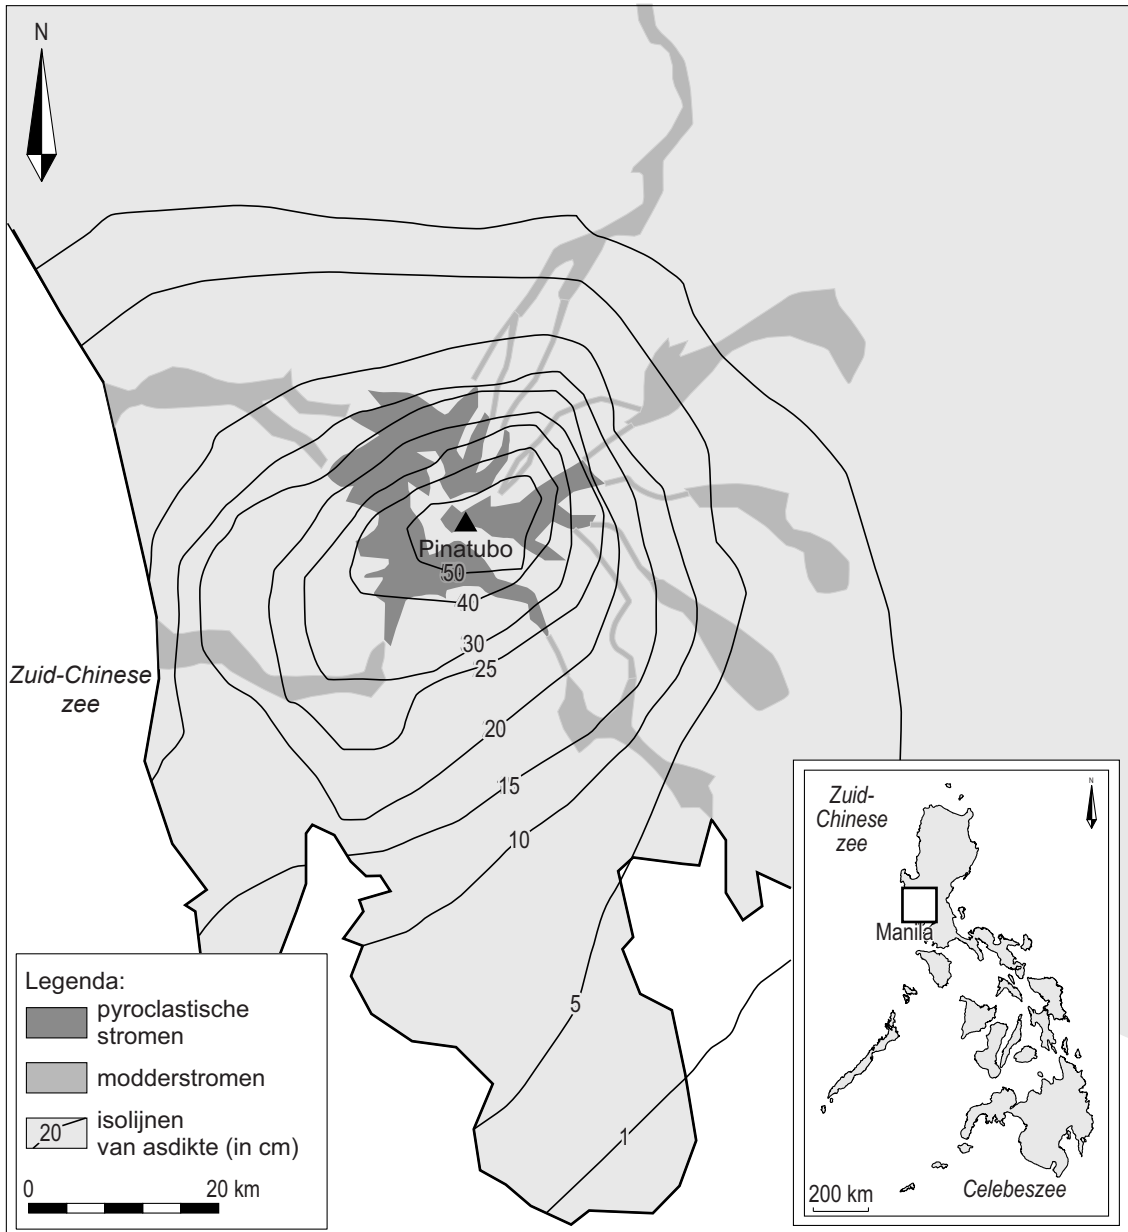 N
Pinatubo
50
40
30
25
20
15
10
5
1
Zuid-Chinese
zee
Legenda:
pyroclastische
stromen
modderstromen
20
isolijnen
van asdikte (in cm)
0
20 km
Zuid-
Chinese
zee
N
Manila
Celebeszee
200 km